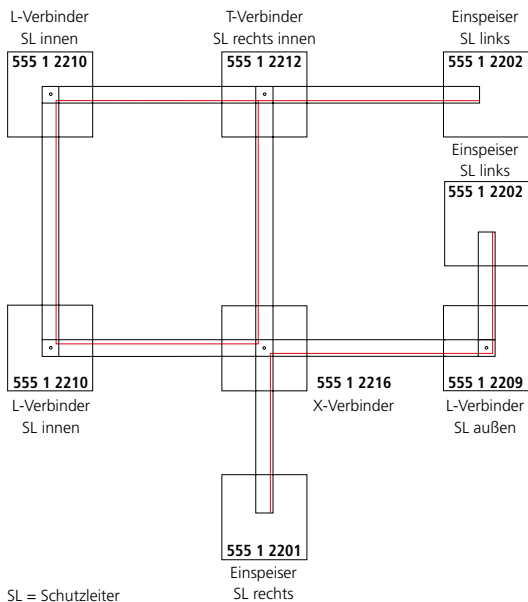 L-Verbinder
SL innen
555 1 2210
T-Verbinder
SL rechts innen
555 1 2212
Einspeiser
SL links
555 1 2202
Einspeiser
SL links
555 1 2202
555 1 2210
L-Verbinder
SL innen
555 1 2216
X-Verbinder
555 1 2209
L-Verbinder
SL außen
555 1 2201
Einspeiser
SL rechts
SL = Schutzleiter